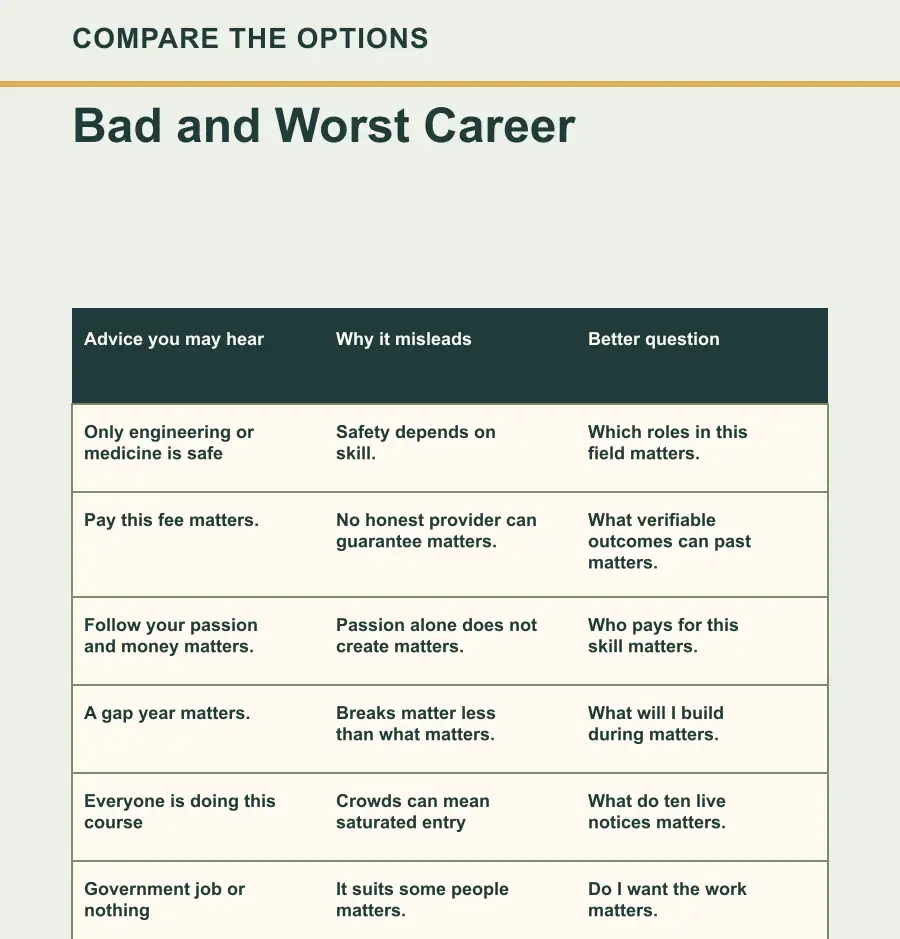 COMPARE THE OPTIONS
Bad and Worst Career
Advice you may hear
Why it misleads
Better question
Only engineering or
medicine is safe
Safety depends on
skill.
Which roles in this
field matters.
Pay this fee matters.
No honest provider can
guarantee matters.
What verifiable
outcomes can past
matters.
Follow your passion
and money matters.
Passion alone does not
create matters.
Who pays for this
skill matters.
A gap year matters.
Breaks matter less
than what matters.
What will I build
during matters.
Everyone is doing this
course
Crowds can mean
saturated entry
What do ten live
notices matters.
Government job or
nothing
It suits some people
matters.
Do I want the work
matters.